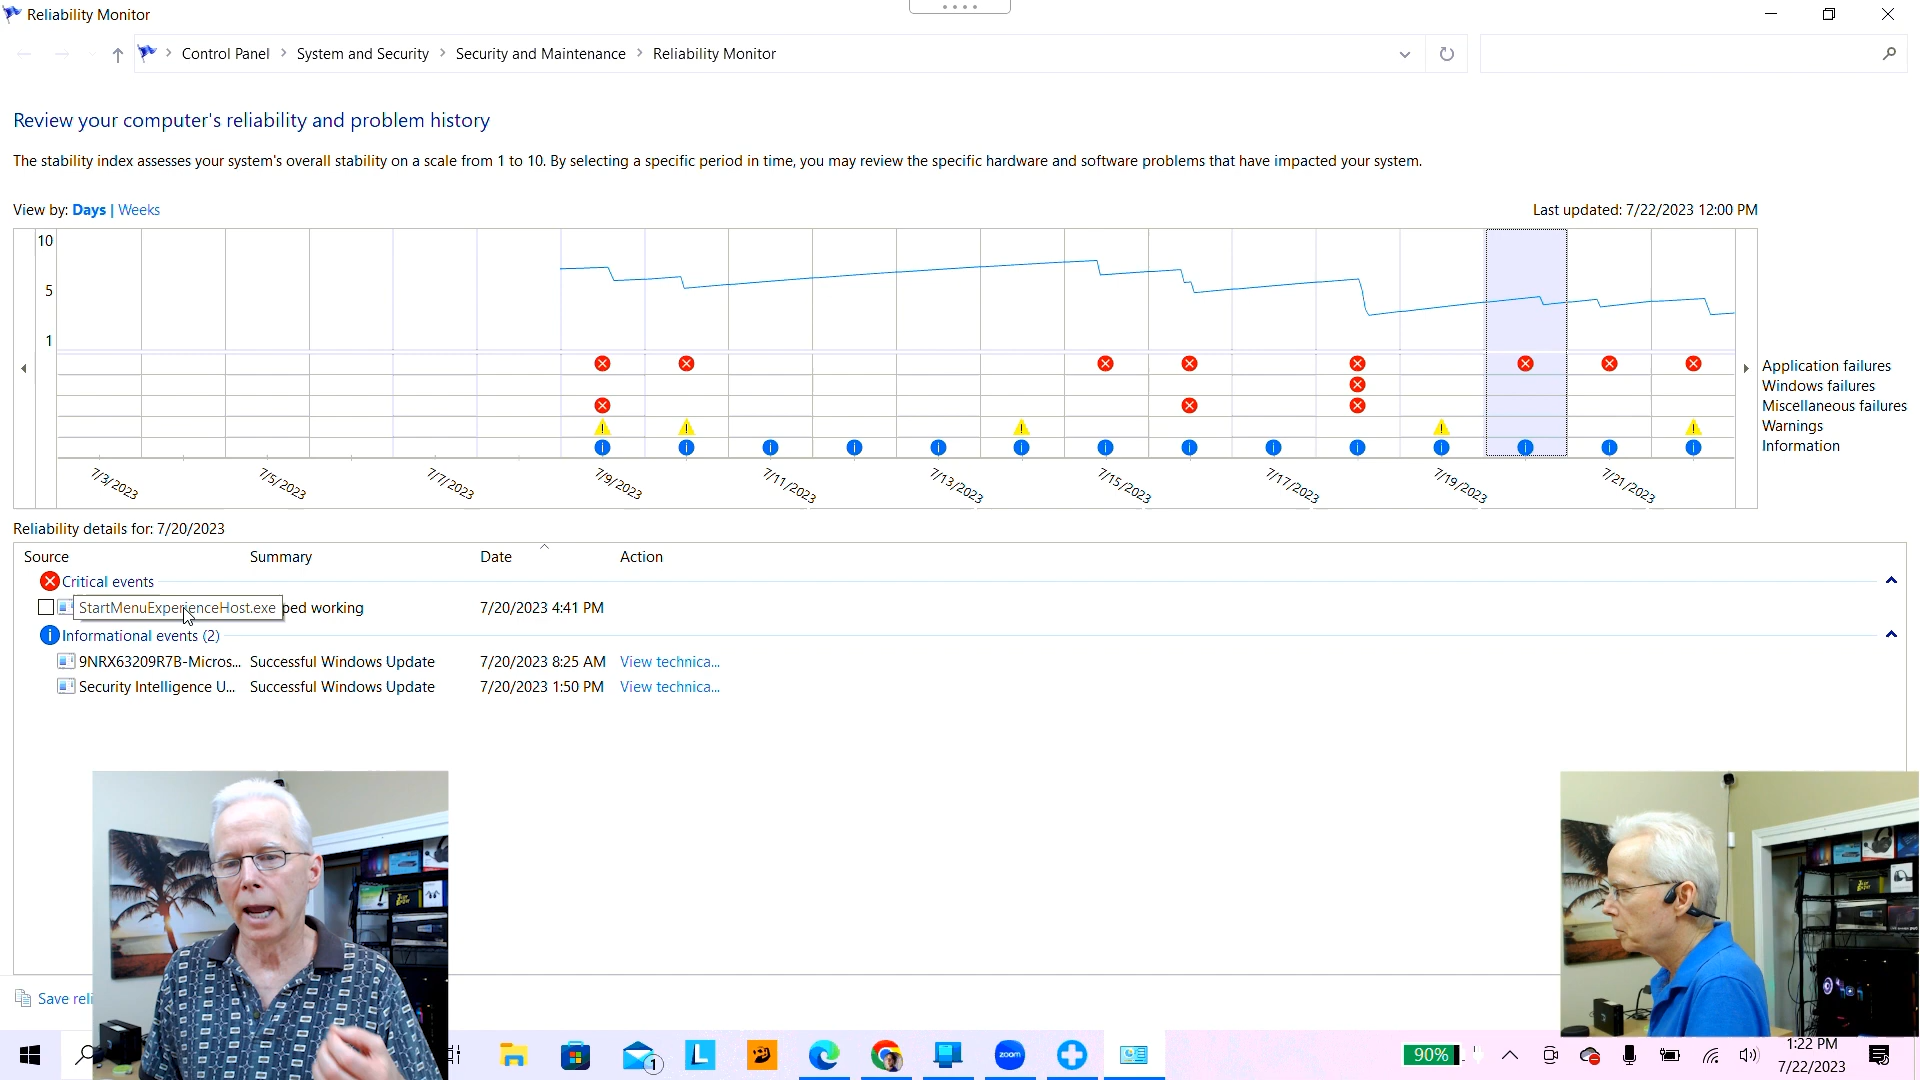 Reliability Monitor
Control Panel > System and Security > Security and Maintenance > Reliability Monitor
Review your computer's reliability and problem history
The stability index assesses your system's overall stability on a scale from 1 to 10. By selecting a specific period in time, you may review the specific hardware and software problems that have impacted your system.
View by: Days | Weeks
Last updated: 7/22/2023 12:00 PM
10
5
1
Application failures
Windows failures
Miscellaneous failures
Warnings
Information
7/3/2023 7/5/2023 7/7/2023 7/9/2023 7/11/2023 7/13/2023 7/15/2023 7/17/2023 7/19/2023 7/21/2023
Reliability details for: 7/20/2023
Source Summary Date Action
Critical events
StartMenuExperienceHost.exe ped working 7/20/2023 4:41 PM
Informational events (2)
9NRX63209R7B-Micros... Successful Windows Update 7/20/2023 8:25 AM View technica...
Security Intelligence U... Successful Windows Update 7/20/2023 1:50 PM View technica...
Save reli
1
L
zoom
90%
1:22 PM
7/22/2023